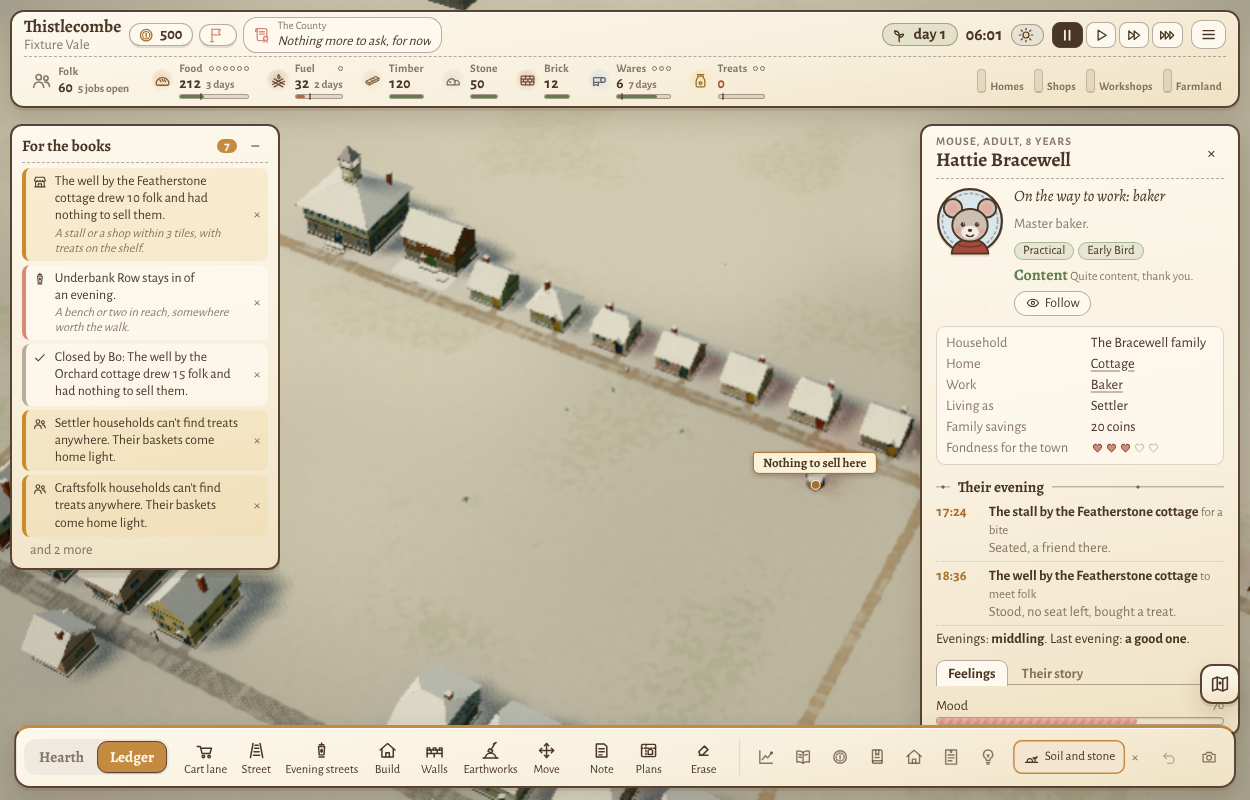 Thistlecombe
Fixture Vale
500
The County
Nothing more to ask, for now
day 1
06:01
Folk
60 5 jobs open
Food
212 3 days
Fuel
32 2 days
Timber
120
Stone
50
Brick
12
Wares
6 7 days
Treats
0
Homes
Shops
Workshops
Farmland
For the books
7
The well by the Featherstone
cottage drew 10 folk and had
nothing to sell them.
A stall or a shop within 3 tiles, with
treats on the shelf.
Underbank Row stays in of
an evening.
A bench or two in reach, somewhere
worth the walk.
Closed by Bo: The well by the
Orchard cottage drew 15 folk and
had nothing to sell them.
Settler households can't find treats
anywhere. Their baskets come
home light.
Craftsfolk households can't find
treats anywhere. Their baskets
come home light.
and 2 more
Nothing to sell here
MOUSE, ADULT, 8 YEARS
Hattie Bracewell
On the way to work: baker
Master baker.
Practical
Early Bird
Content Quite content, thank you.
Follow
Household The Bracewell family
Home Cottage
Work Baker
Living as Settler
Family savings 20 coins
Fondness for the town
Their evening
17:24 The stall by the Featherstone cottage for a
bite
Seated, a friend there.
18:36 The well by the Featherstone cottage to
meet folk
Stood, no seat left, bought a treat.
Evenings: middling. Last evening: a good one.
Feelings
Their story
Mood
Hearth
Ledger
Cart lane
Street
Evening streets
Build
Walls
Earthworks
Move
Note
Plans
Erase
Soil and stone